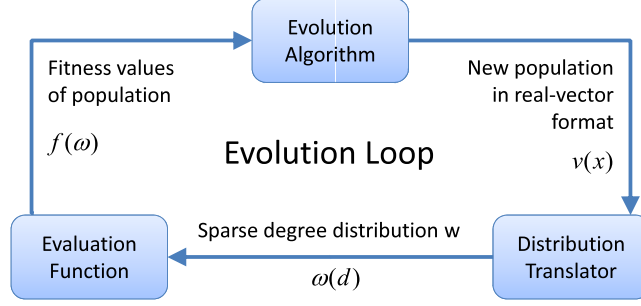 Evolution
Algorithm
Fitness values
of population
f(ω)
New population
in real-vector
format
v(x)
Evolution Loop
Evaluation
Function
Sparse degree distribution w
ω(d)
Distribution
Translator